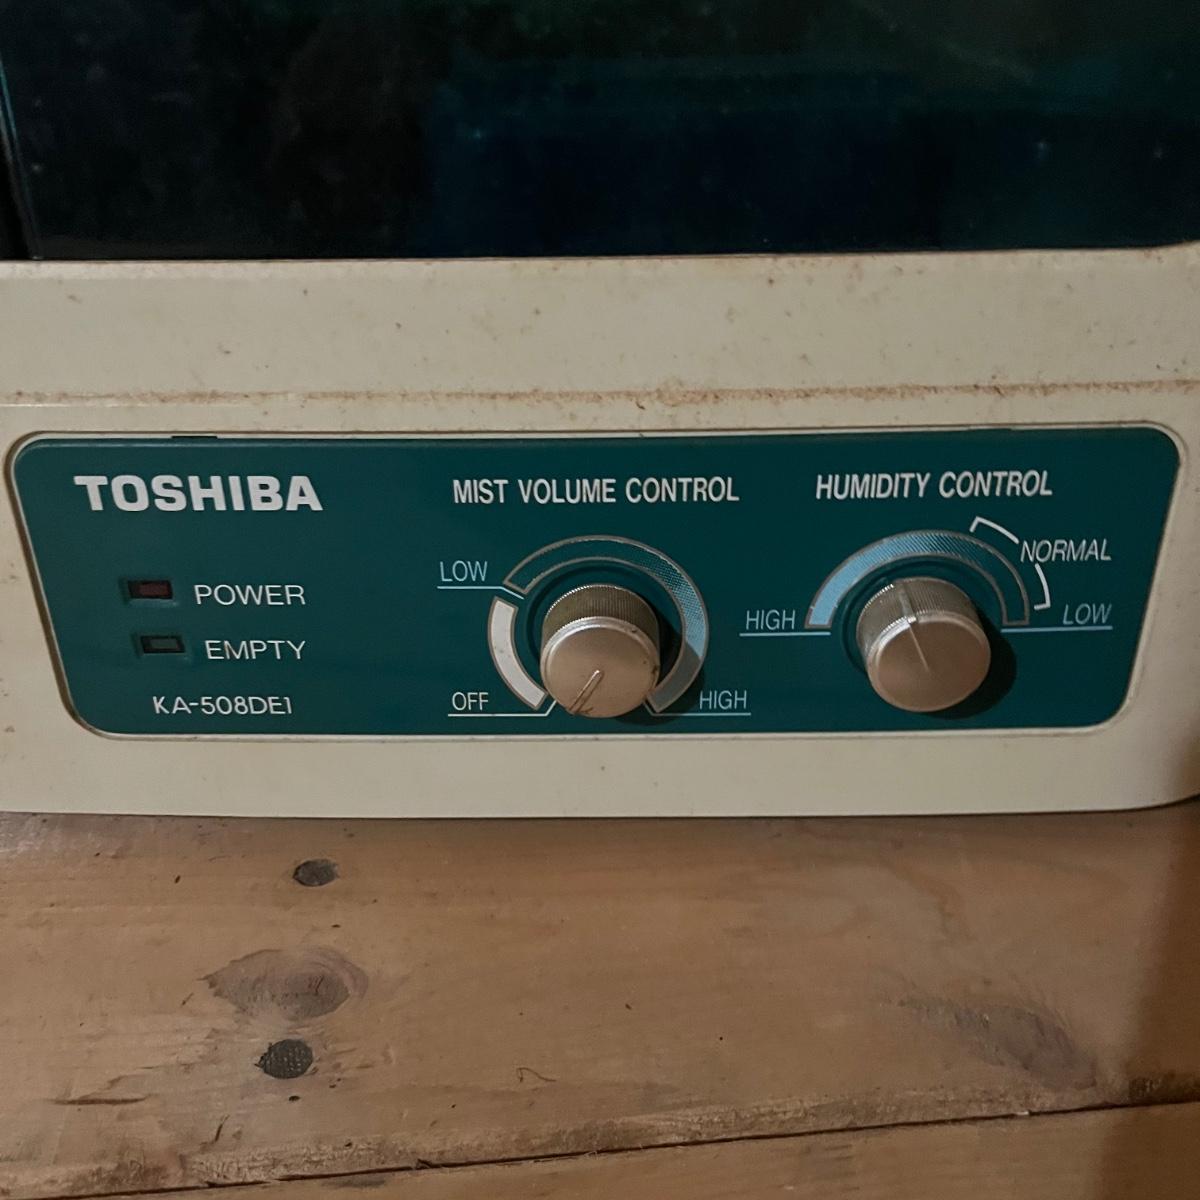 TOSHIBA
MIST VOLUME CONTROL
HUMIDITY CONTROL
NORMAL
LOW
POWER
HIGH
LOW
EMPTY
OFF
HIGH
KA-508DE1